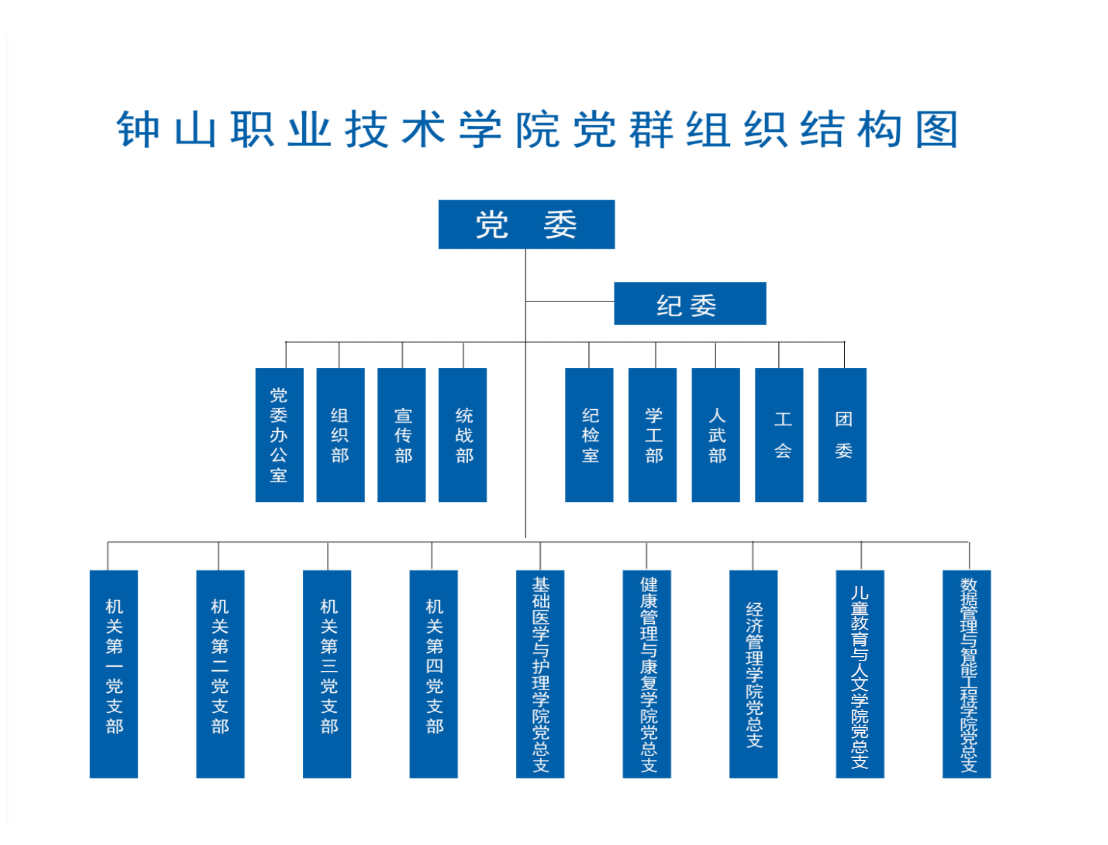 钟山职业技术学院党群组织结构图
党 委
纪委
党委办公室
组织部
宣传部
统战部
纪检室
学工部
人武部
工会
团委
机关第一党支部
机关第二党支部
机关第三党支部
机关第四党支部
基础医学与护理学院党总支
健康管理与康复学院党总支
经济管理学院党总支
儿童教育与人文学院党总支
数据管理与智能工程学院党总支